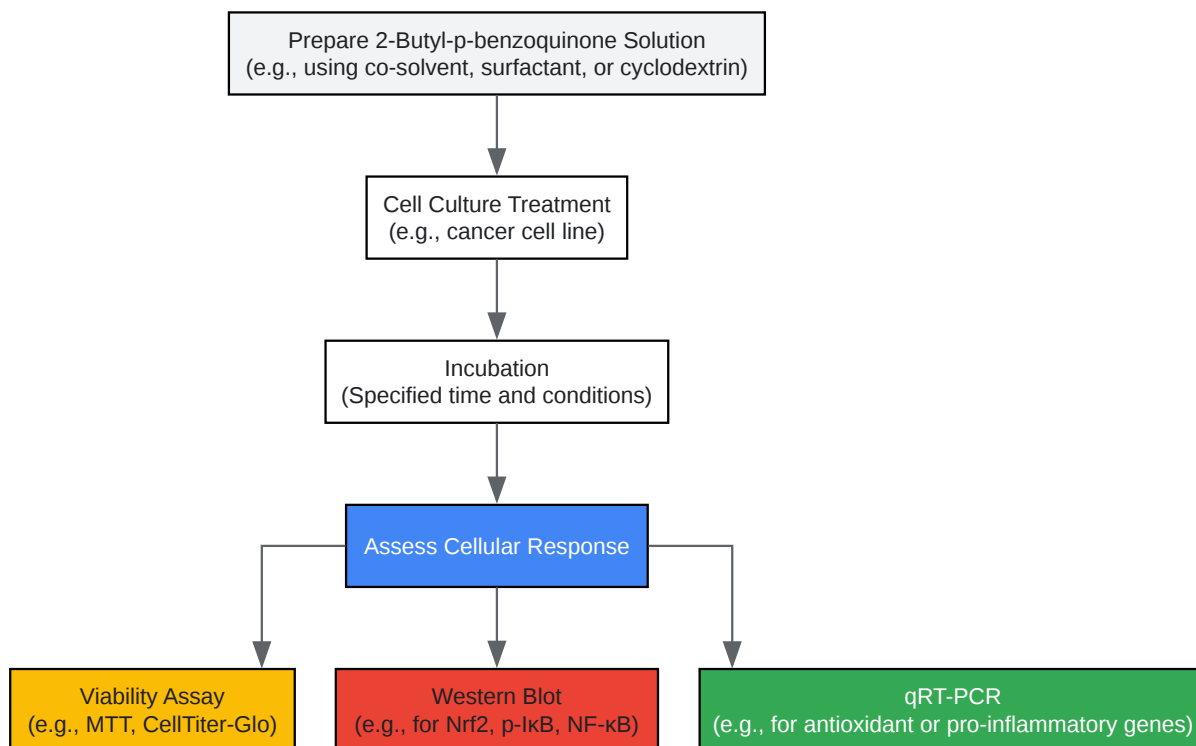 Prepare 2-Butyl-p-benzoquinone Solution
(e.g., using co-solvent, surfactant, or cyclodextrin)
Cell Culture Treatment
(e.g., cancer cell line)
Incubation
(Specified time and conditions)
Assess Cellular Response
Viability Assay
(e.g., MTT, CellTiter-Glo)
Western Blot
(e.g., for Nrf2, p-IκB, NF-κB)
qRT-PCR
(e.g., for antioxidant or pro-inflammatory genes)